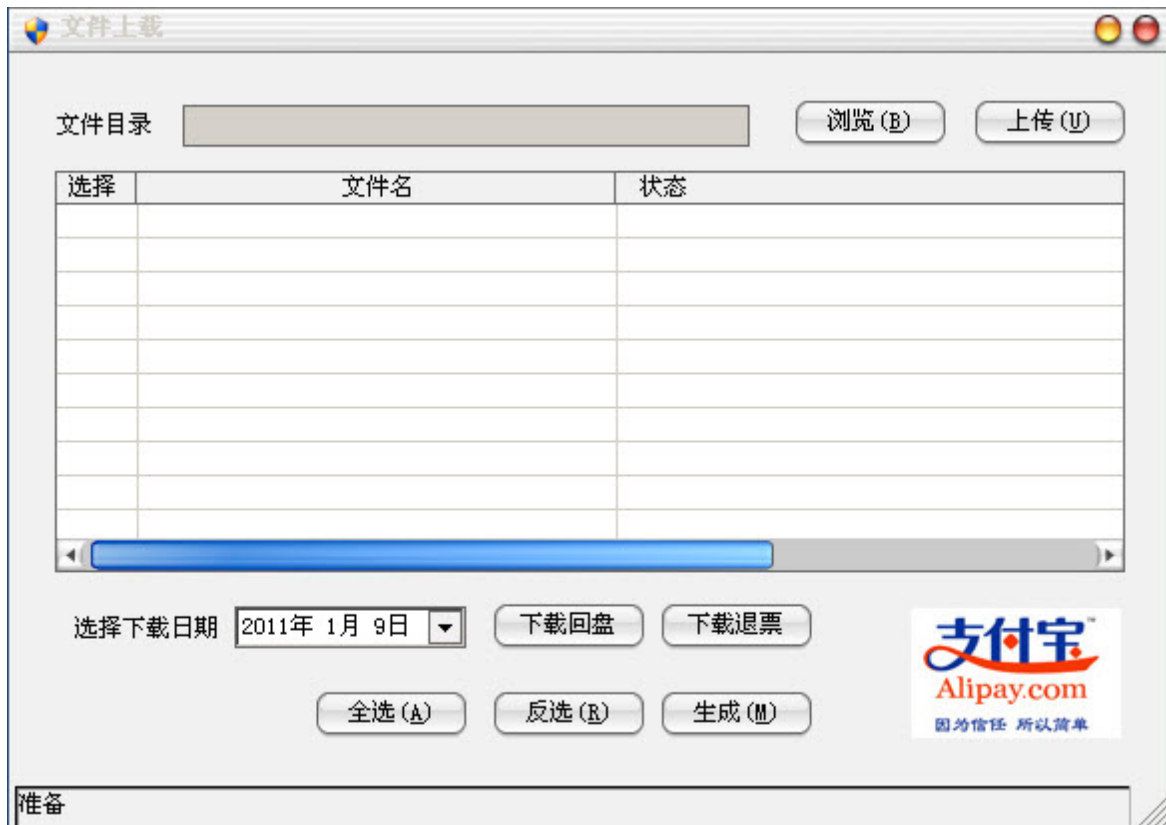 文件上载
文件目录 浏览(B) 上传(U)
选择 文件名 状态
选择下载日期 2011年 1月 9日 下载回盘 下载退票
支付宝™
Alipay.com
因为信任 所以简单
全选(A) 反选(R) 生成(M)
准备